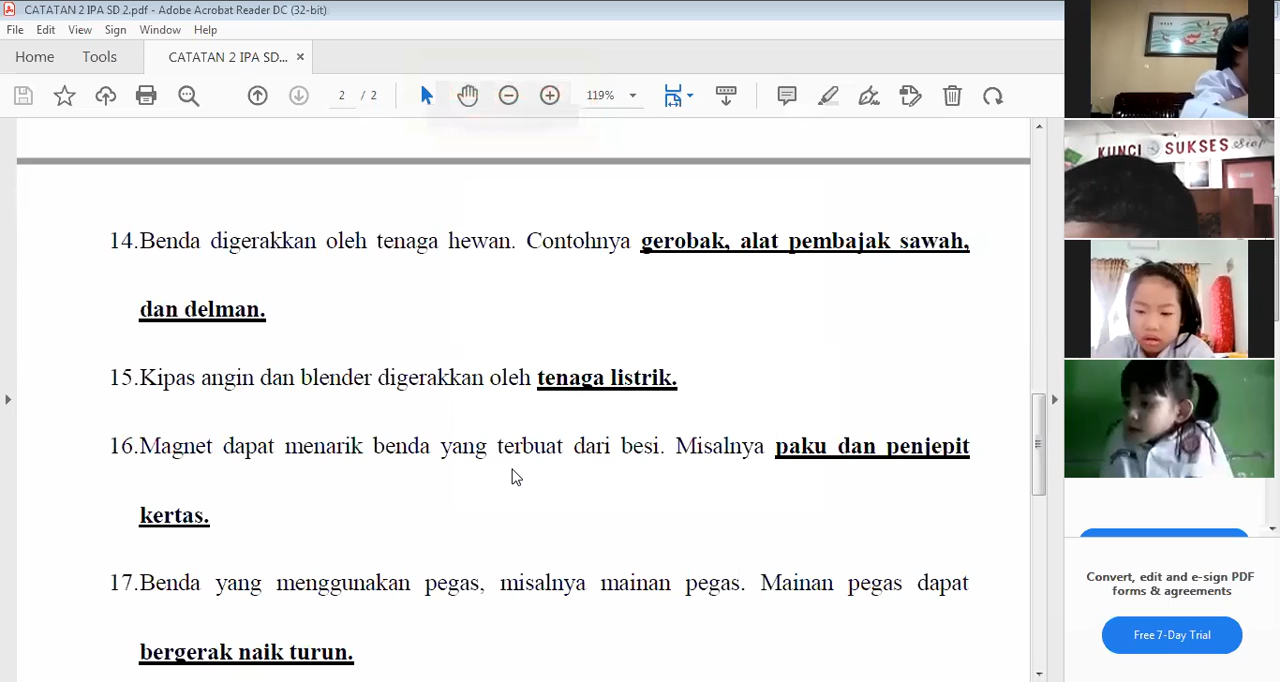 CATATAN 2 IPA SD 2.pdf - Adobe Acrobat Reader DC (32-bit)
File Edit View Sign Window Help
Home Tools CATATAN 2 IPA SD... ×
2 / 2 119%
KUNCI SUKSES Siap
14.Benda digerakkan oleh tenaga hewan. Contohnya gerobak, alat pembajak sawah,
dan delman.
15.Kipas angin dan blender digerakkan oleh tenaga listrik.
16.Magnet dapat menarik benda yang terbuat dari besi. Misalnya paku dan penjepit
kertas.
17.Benda yang menggunakan pegas, misalnya mainan pegas. Mainan pegas dapat
bergerak naik turun.
Convert, edit and e-sign PDF
forms & agreements
Free 7-Day Trial